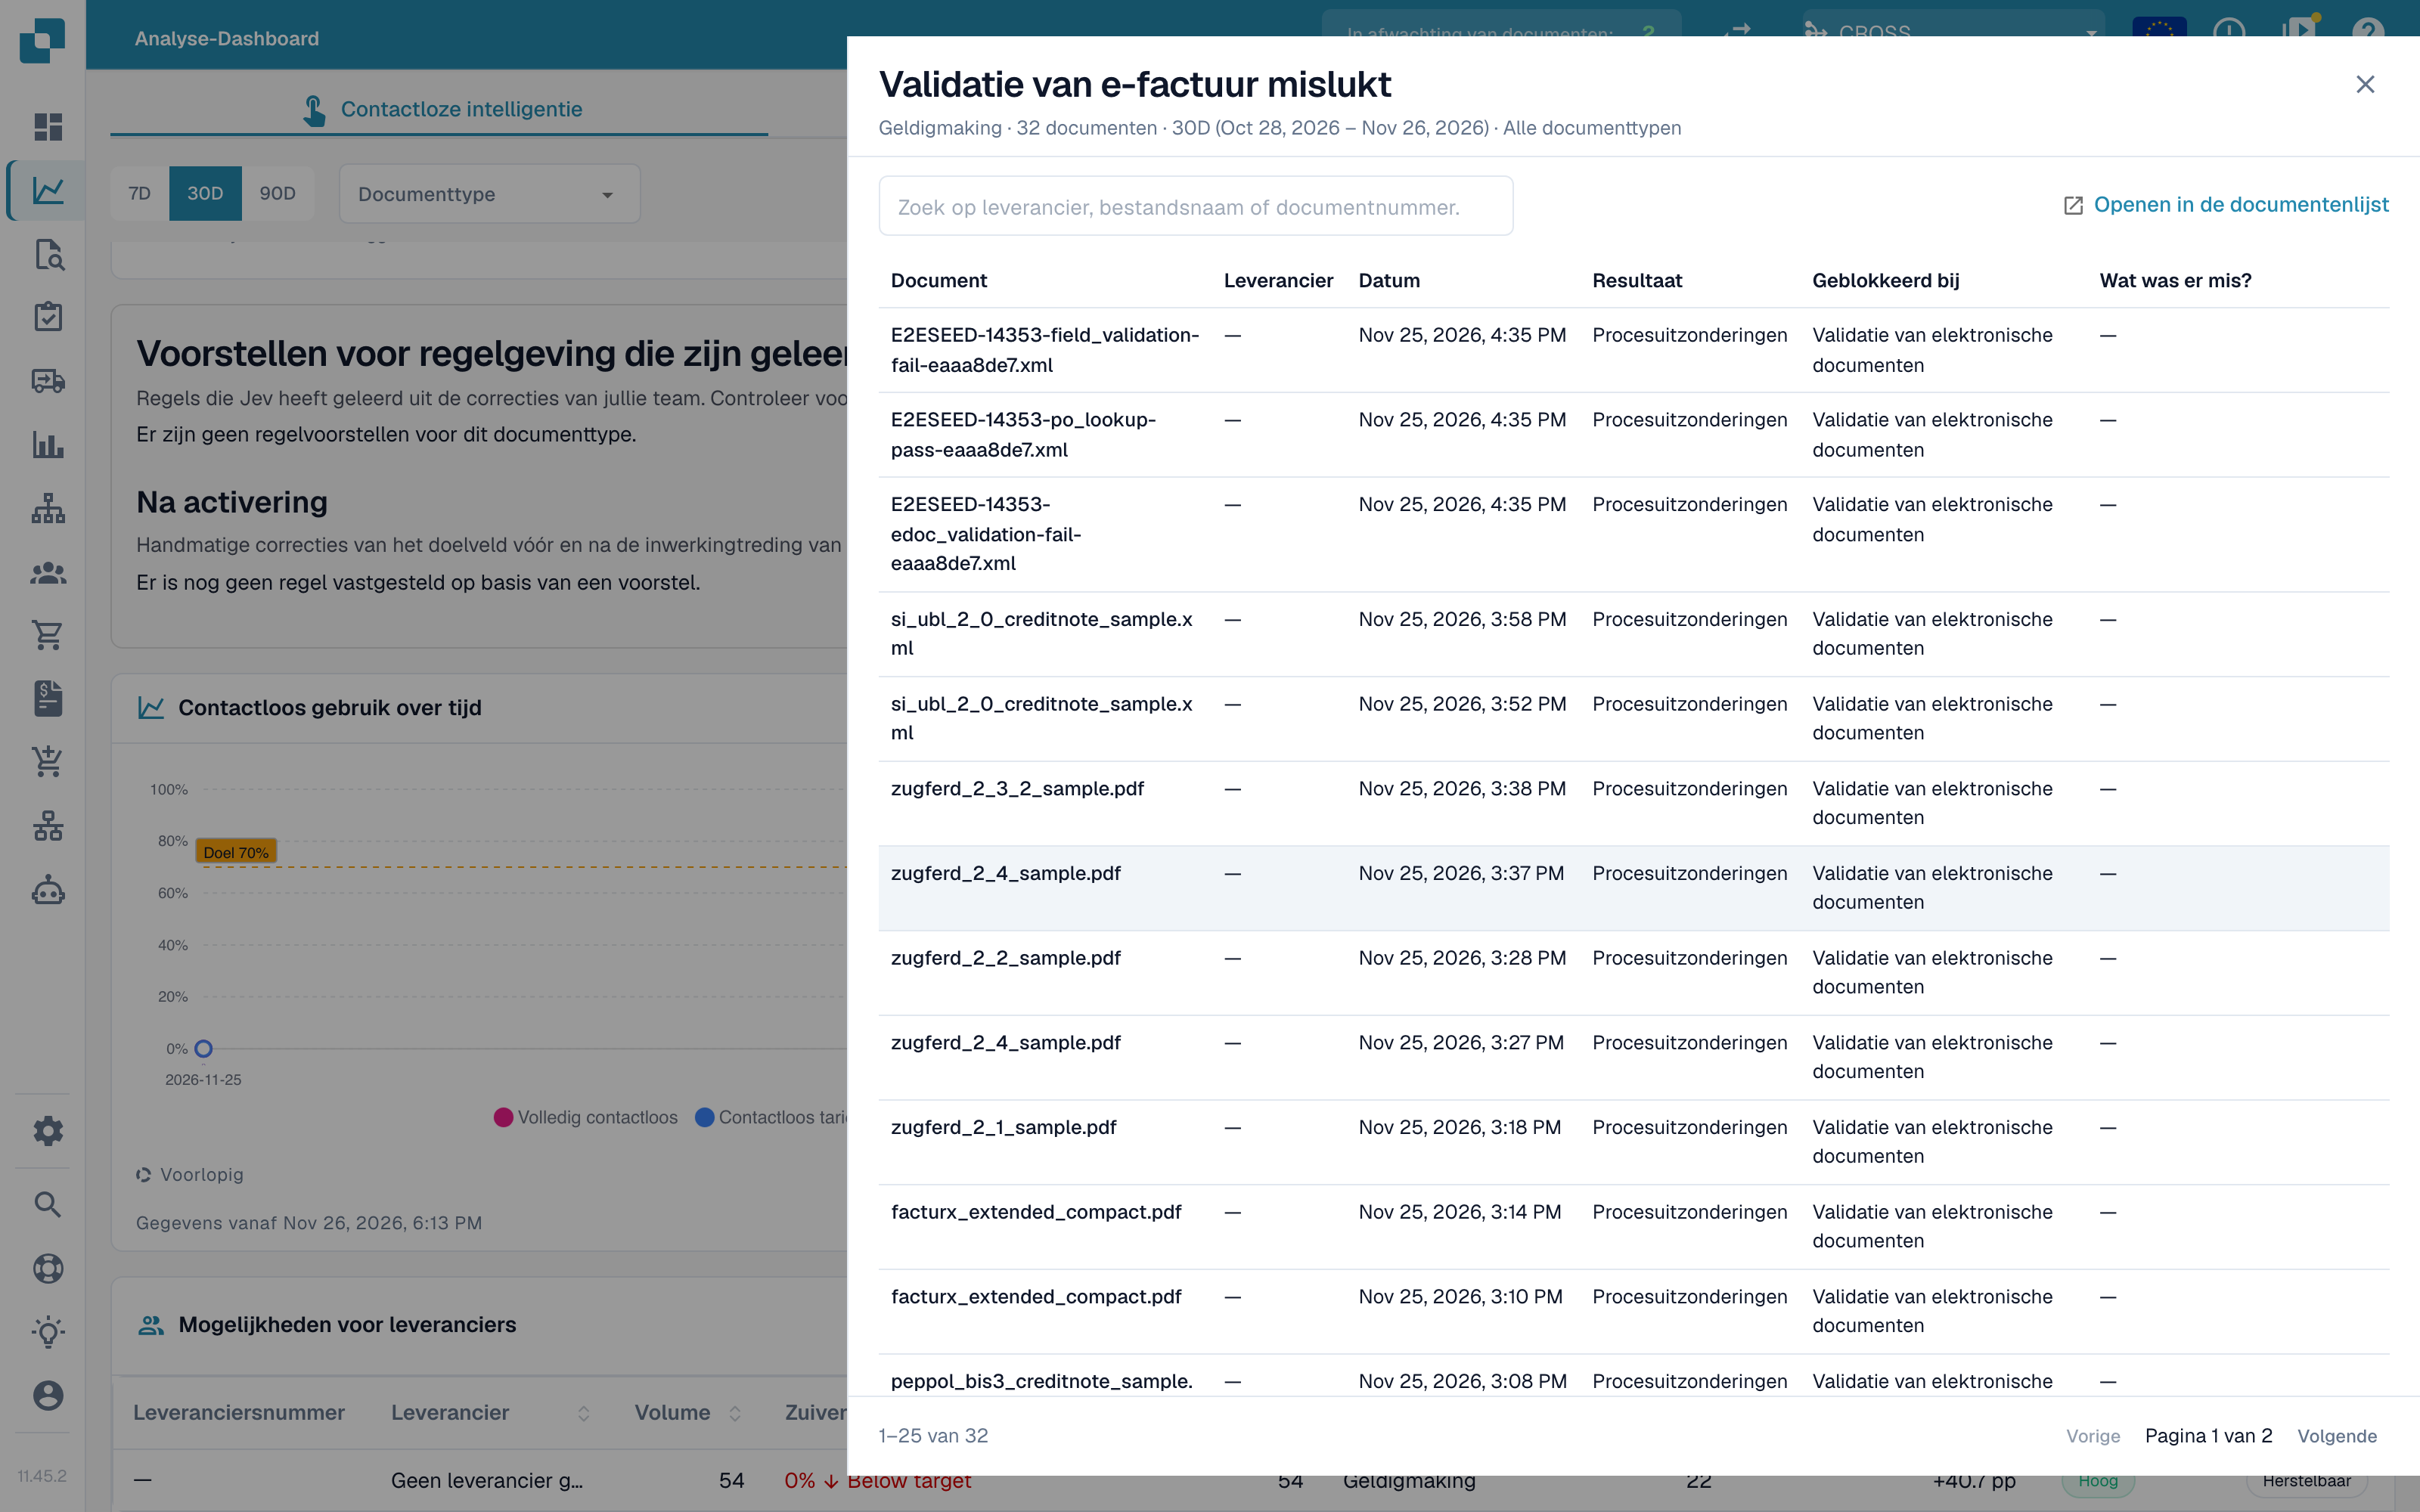 Analyse-Dashboard
In afwachting van documenten: 2
CROSS
Contactloze intelligentie
7D 30D 90D Documenttype
Voorstellen voor regelgeving die zijn geleer
Regels die Jev heeft geleerd uit de correcties van jullie team. Controleer voo
Er zijn geen regelvoorstellen voor dit documenttype.
Na activering
Handmatige correcties van het doelveld vóór en na de inwerkingtreding van
Er is nog geen regel vastgesteld op basis van een voorstel.
Contactloos gebruik over tijd
100%
80%
Doel 70%
60%
40%
20%
0%
2026-11-25
Volledig contactloos Contactloos tari
Voorlopig
Gegevens vanaf Nov 26, 2026, 6:13 PM
Mogelijkheden voor leveranciers
Leveranciersnummer Leverancier Volume Zuiver
— Geen leverancier g... 54 0% ↓ Below target 54 Geldigmaking 22 +40.7 pp Hoog Herstelbaar
11.45.2
Validatie van e-factuur mislukt
Geldigmaking · 32 documenten · 30D (Oct 28, 2026 – Nov 26, 2026) · Alle documenttypen
Zoek op leverancier, bestandsnaam of documentnummer.
Openen in de documentenlijst
Document Leverancier Datum Resultaat Geblokkeerd bij Wat was er mis?
E2ESEED-14353-field_validation- — Nov 25, 2026, 4:35 PM Procesuitzonderingen Validatie van elektronische —
fail-eaaa8de7.xml documenten
E2ESEED-14353-po_lookup- — Nov 25, 2026, 4:35 PM Procesuitzonderingen Validatie van elektronische —
pass-eaaa8de7.xml documenten
E2ESEED-14353- — Nov 25, 2026, 4:35 PM Procesuitzonderingen Validatie van elektronische —
edoc_validation-fail- documenten
eaaa8de7.xml
si_ubl_2_0_creditnote_sample.x — Nov 25, 2026, 3:58 PM Procesuitzonderingen Validatie van elektronische —
ml documenten
si_ubl_2_0_creditnote_sample.x — Nov 25, 2026, 3:52 PM Procesuitzonderingen Validatie van elektronische —
ml documenten
zugferd_2_3_2_sample.pdf — Nov 25, 2026, 3:38 PM Procesuitzonderingen Validatie van elektronische —
documenten
zugferd_2_4_sample.pdf — Nov 25, 2026, 3:37 PM Procesuitzonderingen Validatie van elektronische —
documenten
zugferd_2_2_sample.pdf — Nov 25, 2026, 3:28 PM Procesuitzonderingen Validatie van elektronische —
documenten
zugferd_2_4_sample.pdf — Nov 25, 2026, 3:27 PM Procesuitzonderingen Validatie van elektronische —
documenten
zugferd_2_1_sample.pdf — Nov 25, 2026, 3:18 PM Procesuitzonderingen Validatie van elektronische —
documenten
facturx_extended_compact.pdf — Nov 25, 2026, 3:14 PM Procesuitzonderingen Validatie van elektronische —
documenten
facturx_extended_compact.pdf — Nov 25, 2026, 3:10 PM Procesuitzonderingen Validatie van elektronische —
documenten
peppol_bis3_creditnote_sample. — Nov 25, 2026, 3:08 PM Procesuitzonderingen Validatie van elektronische —
1–25 van 32
Vorige Pagina 1 van 2 Volgende